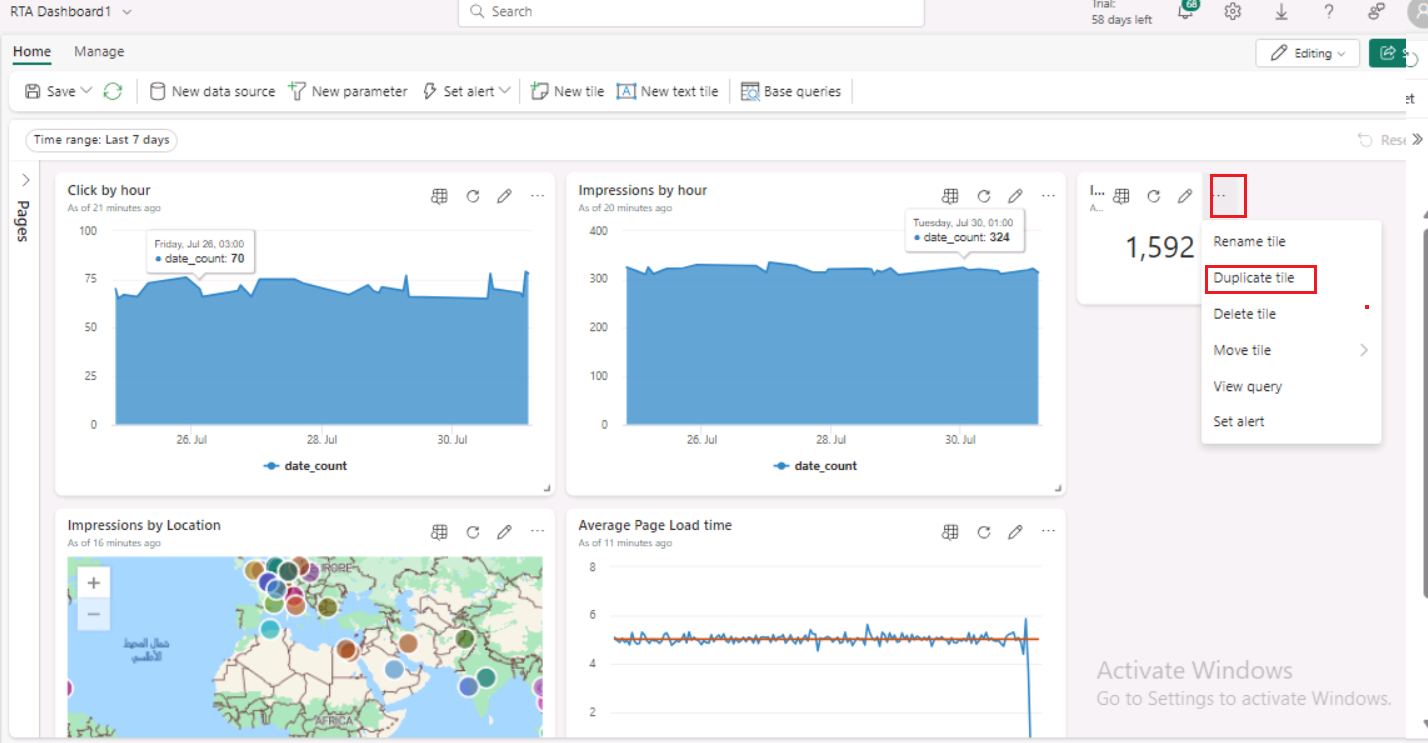 RTA Dashboard1
Search
Trial:
58 days left
68
Home
Manage
Editing
Save
New data source
New parameter
Set alert
New tile
New text tile
Base queries
et
Time range: Last 7 days
Rese
Pages
Click by hour
As of 21 minutes ago
100
75
50
25
0
Friday, Jul 26, 03:00
date_count: 70
26. Jul
28. Jul
30. Jul
date_count
Impressions by hour
As of 20 minutes ago
400
300
200
100
0
Tuesday, Jul 30, 01:00
date_count: 324
26. Jul
28. Jul
30. Jul
date_count
I...
A...
1,592
Rename tile
Duplicate tile
Delete tile
Move tile
View query
Set alert
Impressions by Location
As of 16 minutes ago
+
−
UROPE
شمال المحيط
الأطلسي
AFRICA
Average Page Load time
As of 11 minutes ago
8
6
4
2
Activate Windows
Go to Settings to activate Windows.